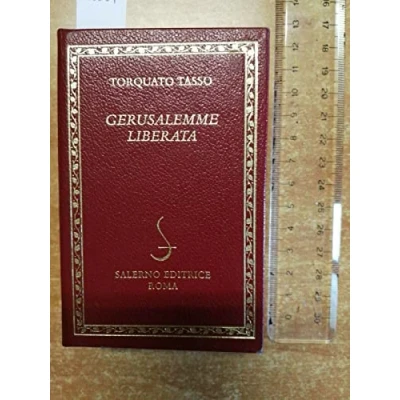 TORQUATO TASSO
GERUSALEMME
LIBERATA
SALERNO EDITRICE
ROMA